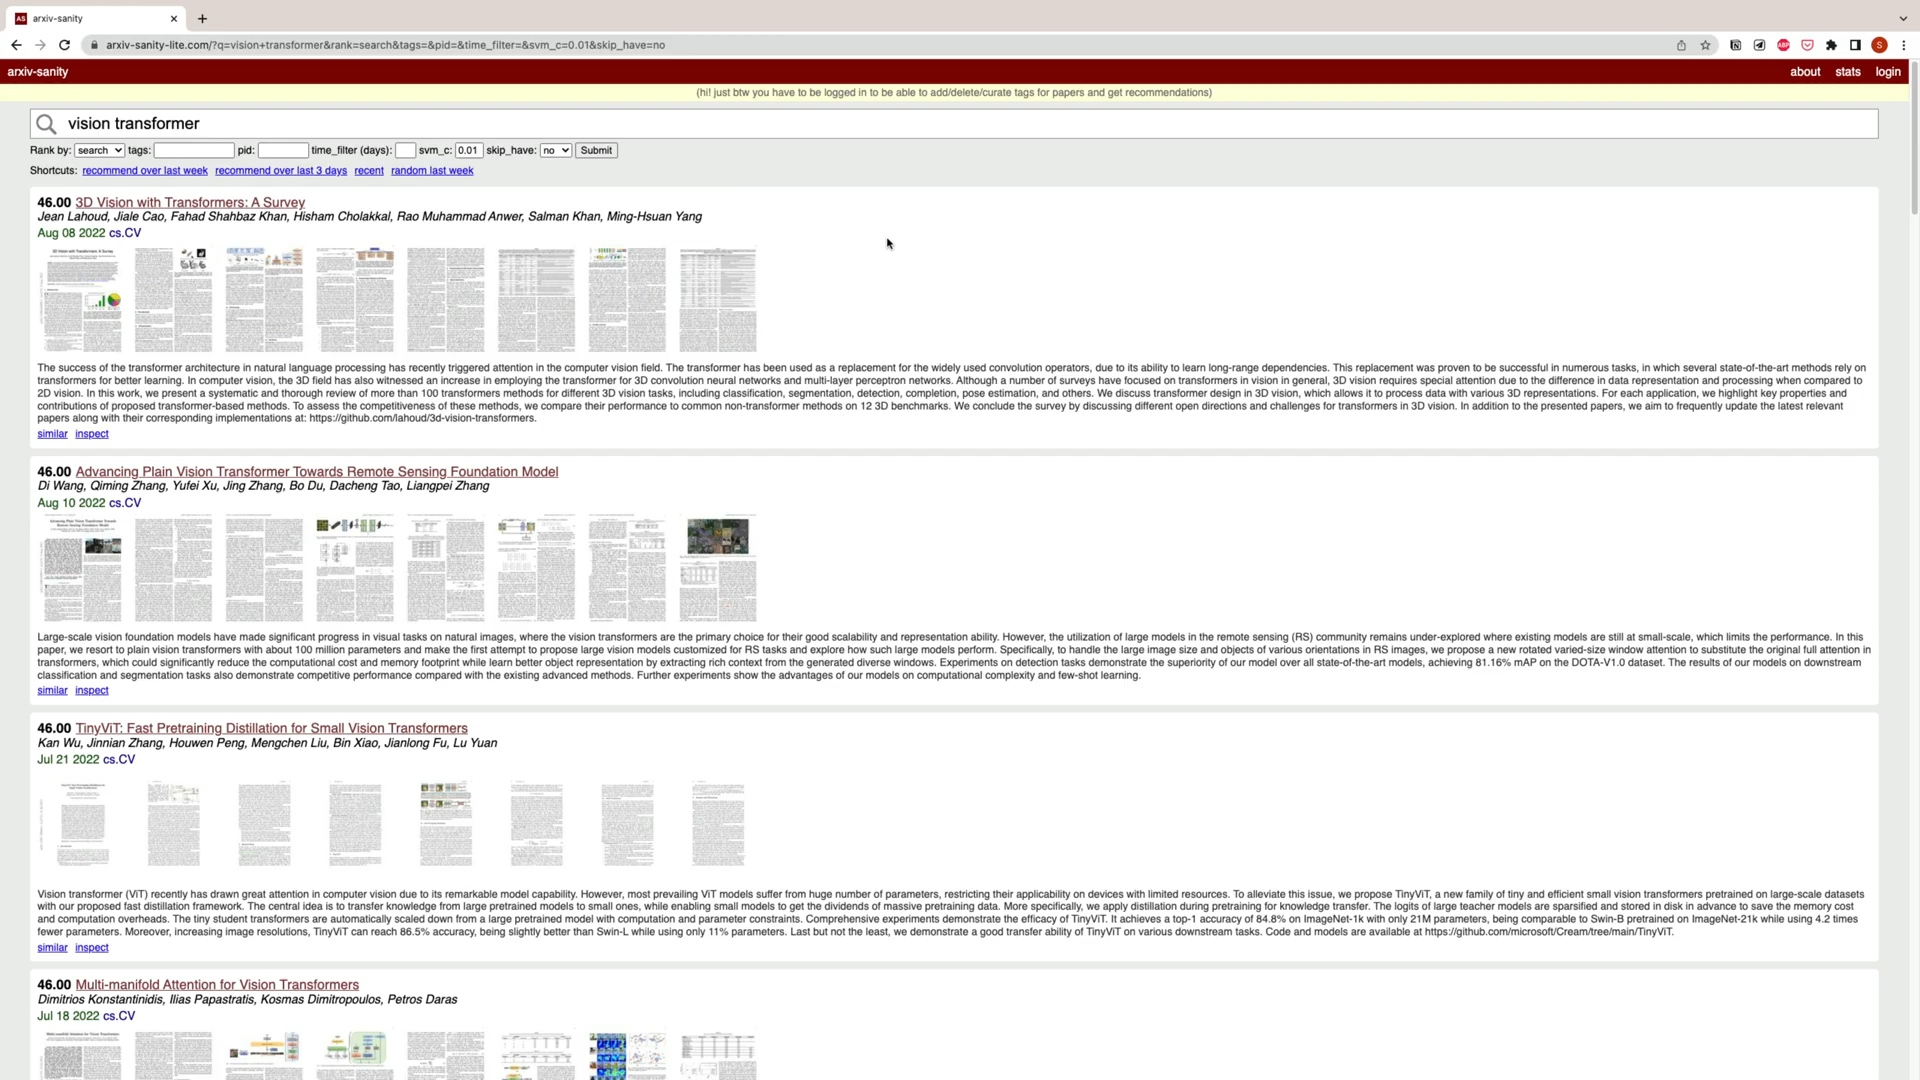 AS arxiv-sanity
arxiv-sanity-lite.com/?q=vision+transformer&rank=search&tags=&pid=&time_filter=&svm_c=0.01&skip_have=no
ABP
S
arxiv-sanity
about stats login
(hi! just btw you have to be logged in to be able to add/delete/curate tags for papers and get recommendations)
vision transformer
Rank by: search tags: pid: time_filter (days): svm_c: 0.01 skip_have: no Submit
Shortcuts: recommend over last week recommend over last 3 days recent random last week
46.00 3D Vision with Transformers: A Survey
Jean Lahoud, Jiale Cao, Fahad Shahbaz Khan, Hisham Cholakkal, Rao Muhammad Anwer, Salman Khan, Ming-Hsuan Yang
Aug 08 2022 cs.CV
The success of the transformer architecture in natural language processing has recently triggered attention in the computer vision field. The transformer has been used as a replacement for the widely used convolution operators, due to its ability to learn long-range dependencies. This replacement was proven to be successful in numerous tasks, in which several state-of-the-art methods rely on
transformers for better learning. In computer vision, the 3D field has also witnessed an increase in employing the transformer for 3D convolution neural networks and multi-layer perceptron networks. Although a number of surveys have focused on transformers in vision in general, 3D vision requires special attention due to the difference in data representation and processing when compared to
2D vision. In this work, we present a systematic and thorough review of more than 100 transformers methods for different 3D vision tasks, including classification, segmentation, detection, completion, pose estimation, and others. We discuss transformer design in 3D vision, which allows it to process data with various 3D representations. For each application, we highlight key properties and
contributions of proposed transformer-based methods. To assess the competitiveness of these methods, we compare their performance to common non-transformer methods on 12 3D benchmarks. We conclude the survey by discussing different open directions and challenges for transformers in 3D vision. In addition to the presented papers, we aim to frequently update the latest relevant
papers along with their corresponding implementations at: https://github.com/lahoud/3d-vision-transformers.
similar inspect
46.00 Advancing Plain Vision Transformer Towards Remote Sensing Foundation Model
Di Wang, Qiming Zhang, Yufei Xu, Jing Zhang, Bo Du, Dacheng Tao, Liangpei Zhang
Aug 10 2022 cs.CV
Large-scale vision foundation models have made significant progress in visual tasks on natural images, where the vision transformers are the primary choice for their good scalability and representation ability. However, the utilization of large models in the remote sensing (RS) community remains under-explored where existing models are still at small-scale, which limits the performance. In this
paper, we resort to plain vision transformers with about 100 million parameters and make the first attempt to propose large vision models customized for RS tasks and explore how such large models perform. Specifically, to handle the large image size and objects of various orientations in RS images, we propose a new rotated varied-size window attention to substitute the original full attention in
transformers, which could significantly reduce the computational cost and memory footprint while learn better object representation by extracting rich context from the generated diverse windows. Experiments on detection tasks demonstrate the superiority of our model over all state-of-the-art models, achieving 81.16% mAP on the DOTA-V1.0 dataset. The results of our models on downstream
classification and segmentation tasks also demonstrate competitive performance compared with the existing advanced methods. Further experiments show the advantages of our models on computational complexity and few-shot learning.
similar inspect
46.00 TinyViT: Fast Pretraining Distillation for Small Vision Transformers
Kan Wu, Jinnian Zhang, Houwen Peng, Mengchen Liu, Bin Xiao, Jianlong Fu, Lu Yuan
Jul 21 2022 cs.CV
Vision transformer (ViT) recently has drawn great attention in computer vision due to its remarkable model capability. However, most prevailing ViT models suffer from huge number of parameters, restricting their applicability on devices with limited resources. To alleviate this issue, we propose TinyViT, a new family of tiny and efficient small vision transformers pretrained on large-scale datasets
with our proposed fast distillation framework. The central idea is to transfer knowledge from large pretrained models to small ones, while enabling small models to get the dividends of massive pretraining data. More specifically, we apply distillation during pretraining for knowledge transfer. The logits of large teacher models are sparsified and stored in disk in advance to save the memory cost
and computation overheads. The tiny student transformers are automatically scaled down from a large pretrained model with computation and parameter constraints. Comprehensive experiments demonstrate the efficacy of TinyViT. It achieves a top-1 accuracy of 84.8% on ImageNet-1k with only 21M parameters, being comparable to Swin-B pretrained on ImageNet-21k while using 4.2 times
fewer parameters. Moreover, increasing image resolutions, TinyViT can reach 86.5% accuracy, being slightly better than Swin-L while using only 11% parameters. Last but not the least, we demonstrate a good transfer ability of TinyViT on various downstream tasks. Code and models are available at https://github.com/microsoft/Cream/tree/main/TinyViT.
similar inspect
46.00 Multi-manifold Attention for Vision Transformers
Dimitrios Konstantinidis, Ilias Papastratis, Kosmas Dimitropoulos, Petros Daras
Jul 18 2022 cs.CV